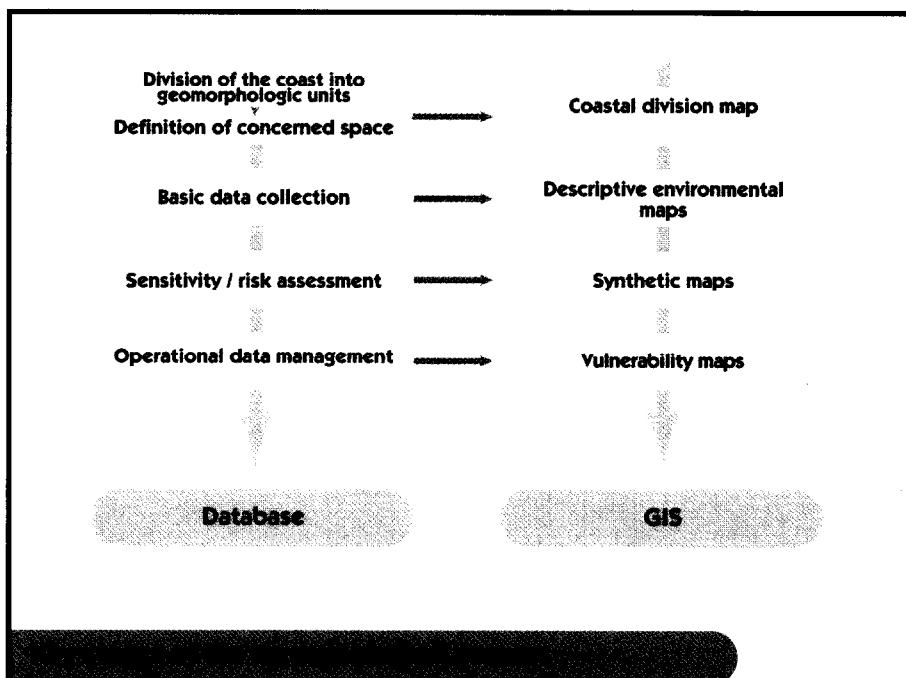 Division of the coast into
geomorphologic units
Definition of concerned space
Coastal division map
Basic data collection
Descriptive environmental
maps
Sensitivity / risk assessment
Synthetic maps
Operational data management
Vulnerability maps
Database
GIS